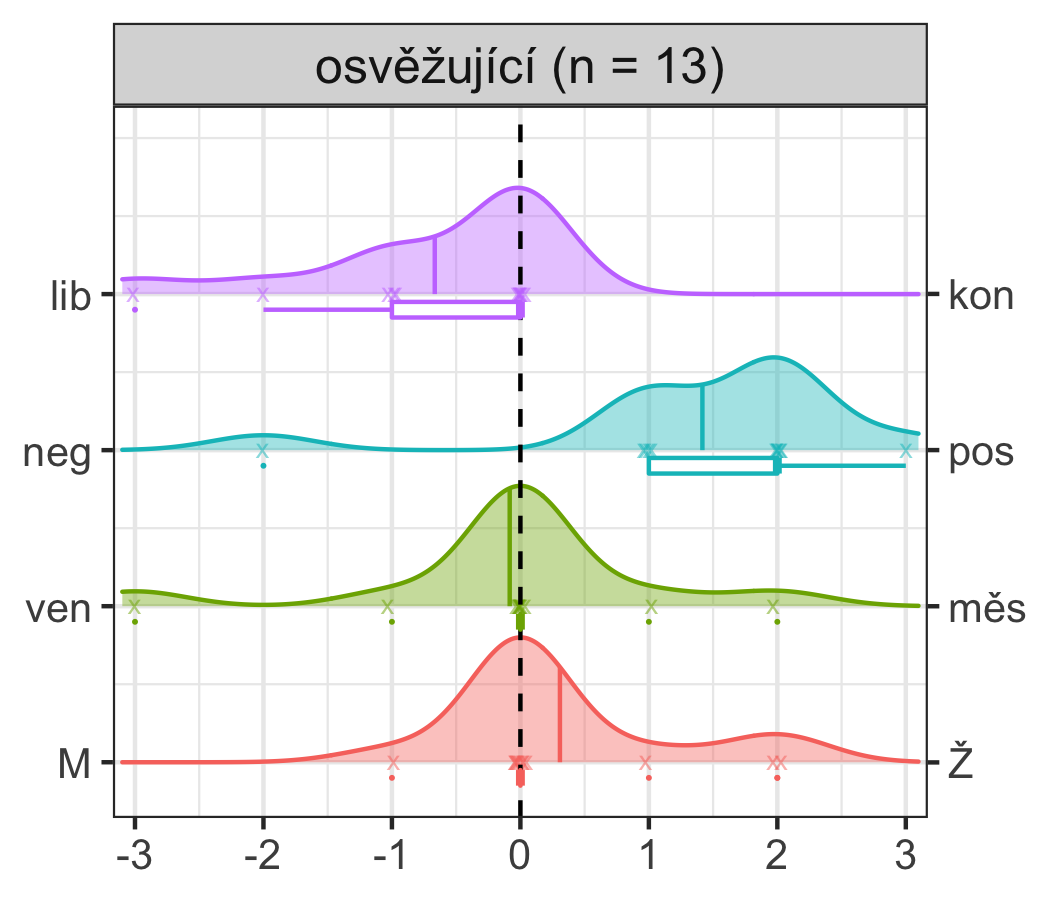 osvěžující (n = 13)
lib kon
neg pos
ven měs
M Ž
-3 -2 -1 0 1 2 3